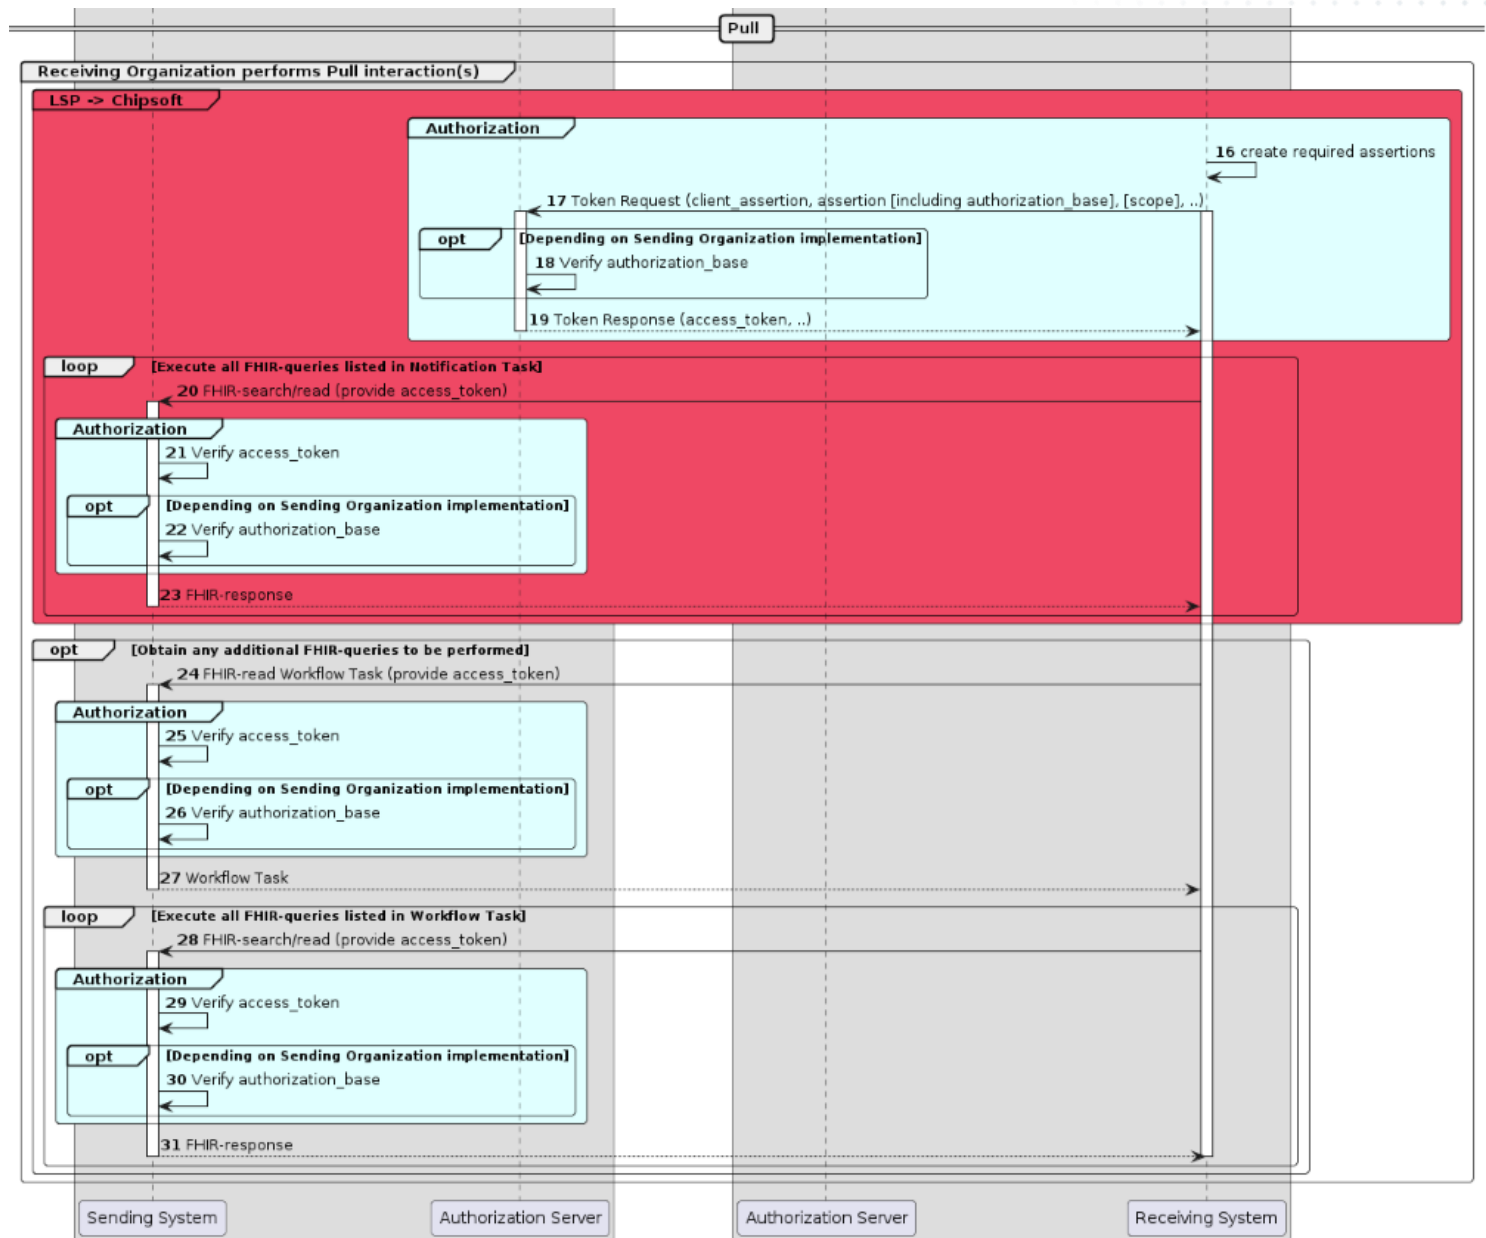 Pull
Receiving Organization performs Pull interaction(s)
LSP -> Chipsoft
Authorization
16 create required assertions
17 Token Request (client_assertion, assertion [including authorization_base], [scope], ..)
opt [Depending on Sending Organization implementation]
18 Verify authorization_base
19 Token Response (access_token, ..)
loop [Execute all FHIR-queries listed in Notification Task]
20 FHIR-search/read (provide access_token)
Authorization
21 Verify access_token
opt [Depending on Sending Organization implementation]
22 Verify authorization_base
23 FHIR-response
opt [Obtain any additional FHIR-queries to be performed]
24 FHIR-read Workflow Task (provide access_token)
Authorization
25 Verify access_token
opt [Depending on Sending Organization implementation]
26 Verify authorization_base
27 Workflow Task
loop [Execute all FHIR-queries listed in Workflow Task]
28 FHIR-search/read (provide access_token)
Authorization
29 Verify access_token
opt [Depending on Sending Organization implementation]
30 Verify authorization_base
31 FHIR-response
Sending System Authorization Server Authorization Server Receiving System